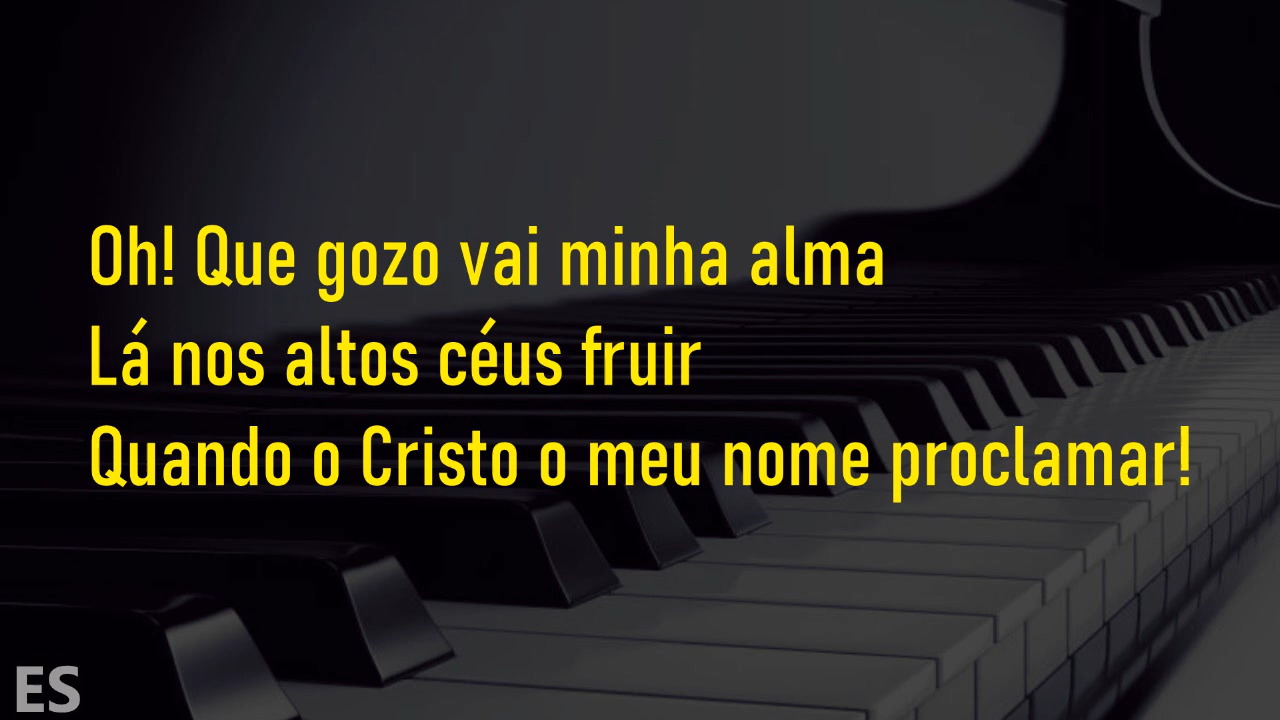 Oh! Que gozo vai minha alma
Lá nos altos céus fruir
Quando o Cristo o meu nome proclamar!
ES